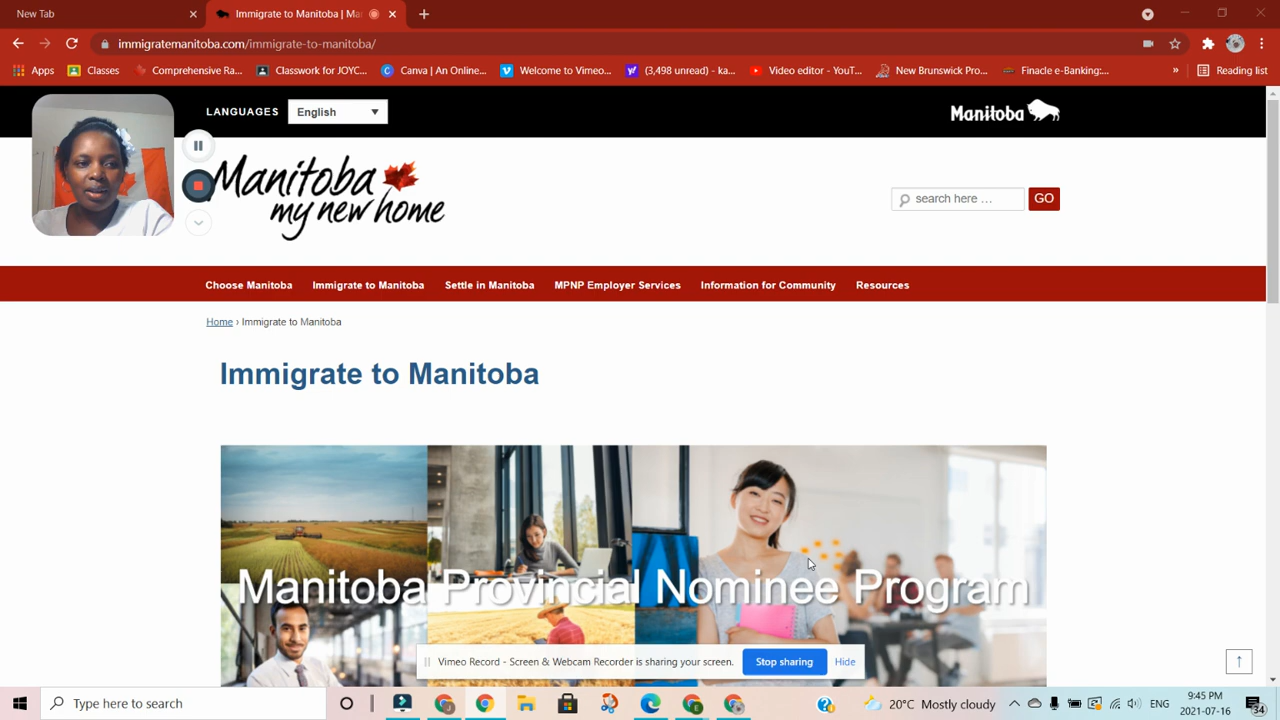 New Tab
Immigrate to Manitoba | Ma
immigratemanitoba.com/immigrate-to-manitoba/
Apps
Classes
Comprehensive Ra...
Classwork for JOYC...
Canva | An Online...
Welcome to Vimeo...
(3,498 unread) - ka...
Video editor - YouT...
New Brunswick Pro...
Finacle e-Banking:...
»
Reading list
LANGUAGES
English
Manitoba
Manitoba
my new home
search here ...
GO
Choose Manitoba
Immigrate to Manitoba
Settle in Manitoba
MPNP Employer Services
Information for Community
Resources
Home › Immigrate to Manitoba
Immigrate to Manitoba
Manitoba Provincial Nominee Program
Vimeo Record - Screen & Webcam Recorder is sharing your screen.
Stop sharing
Hide
Type here to search
20°C Mostly cloudy
ENG
9:45 PM
2021-07-16
34